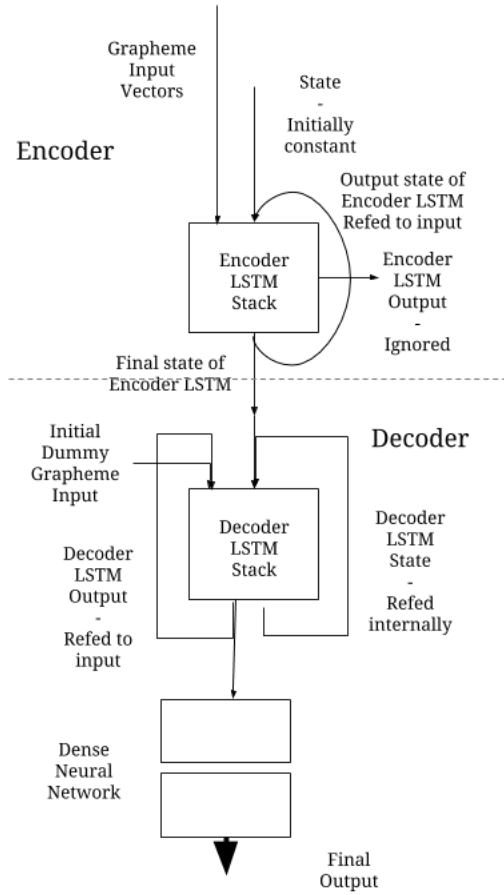 Grapheme
Input
Vectors
State
-
Initially
constant
Encoder
Output state of
Encoder LSTM
Refed to input
Encoder
LSTM
Stack
Encoder
LSTM
Output
-
Ignored
Final state of
Encoder LSTM
Initial
Dummy
Grapheme
Input
Decoder
Decoder
LSTM
Stack
Decoder
LSTM
Output
-
Refed to
input
Decoder
LSTM
State
-
Refed
internally
Dense
Neural
Network
Final
Output